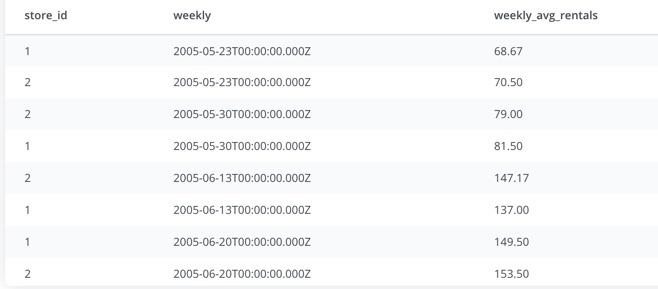 store_id weekly weekly_avg_rentals
1 2005-05-23T00:00:00.000Z 68.67
2 2005-05-23T00:00:00.000Z 70.50
2 2005-05-30T00:00:00.000Z 79.00
1 2005-05-30T00:00:00.000Z 81.50
2 2005-06-13T00:00:00.000Z 147.17
1 2005-06-13T00:00:00.000Z 137.00
1 2005-06-20T00:00:00.000Z 149.50
2 2005-06-20T00:00:00.000Z 153.50